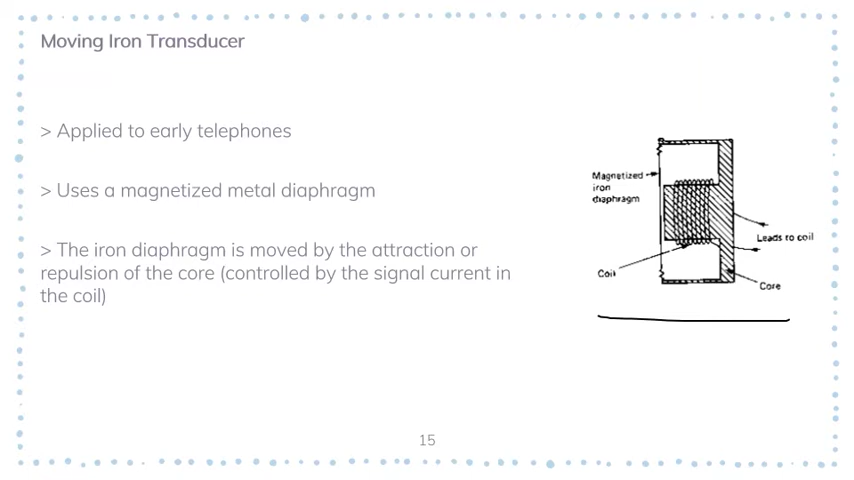 Moving Iron Transducer
> Applied to early telephones
> Uses a magnetized metal diaphragm
> The iron diaphragm is moved by the attraction or
repulsion of the core (controlled by the signal current in
the coil)
Magnetized
iron
diaphragm
Leads to coil
Coil
Core
15